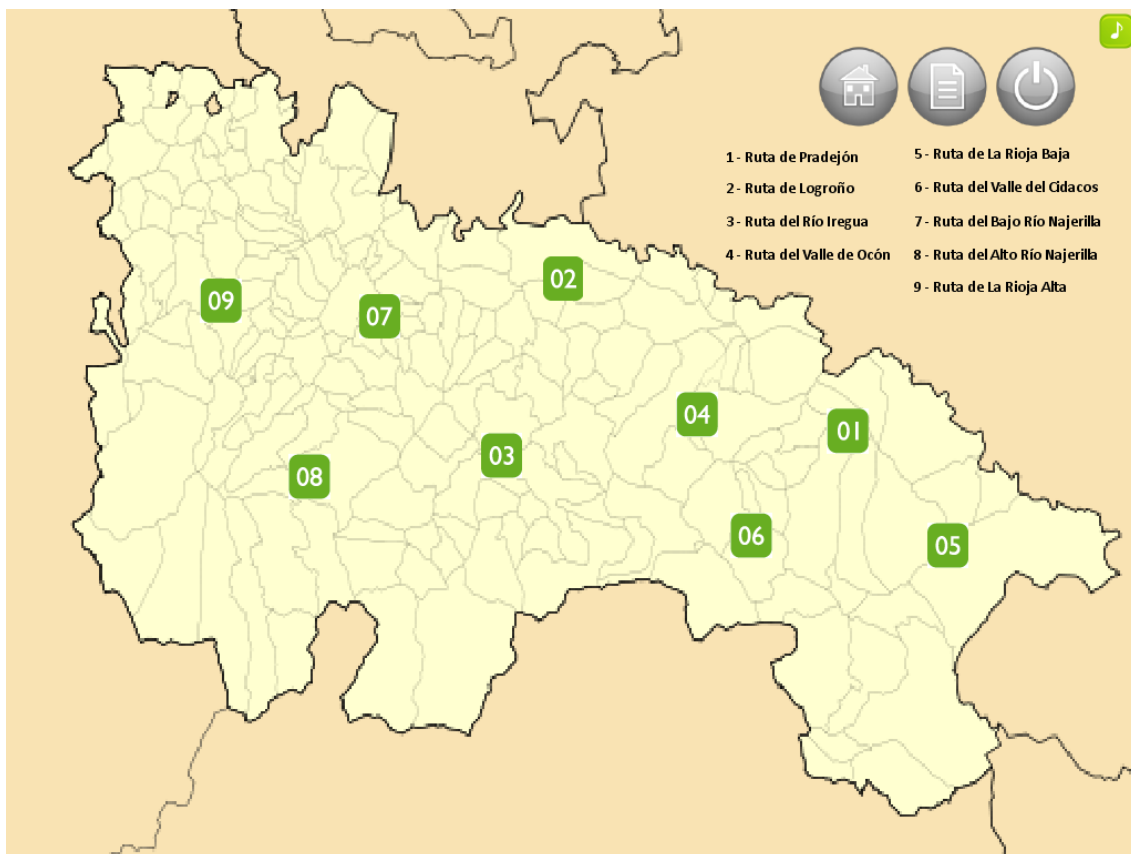 1 - Ruta de Pradejón
2 - Ruta de Logroño
3 - Ruta del Río Iregua
4 - Ruta del Valle de Ocón
5 - Ruta de La Rioja Baja
6 - Ruta del Valle del Cidacos
7 - Ruta del Bajo Río Najerilla
8 - Ruta del Alto Río Najerilla
9 - Ruta de La Rioja Alta
02
09
07
04
01
03
08
06
05